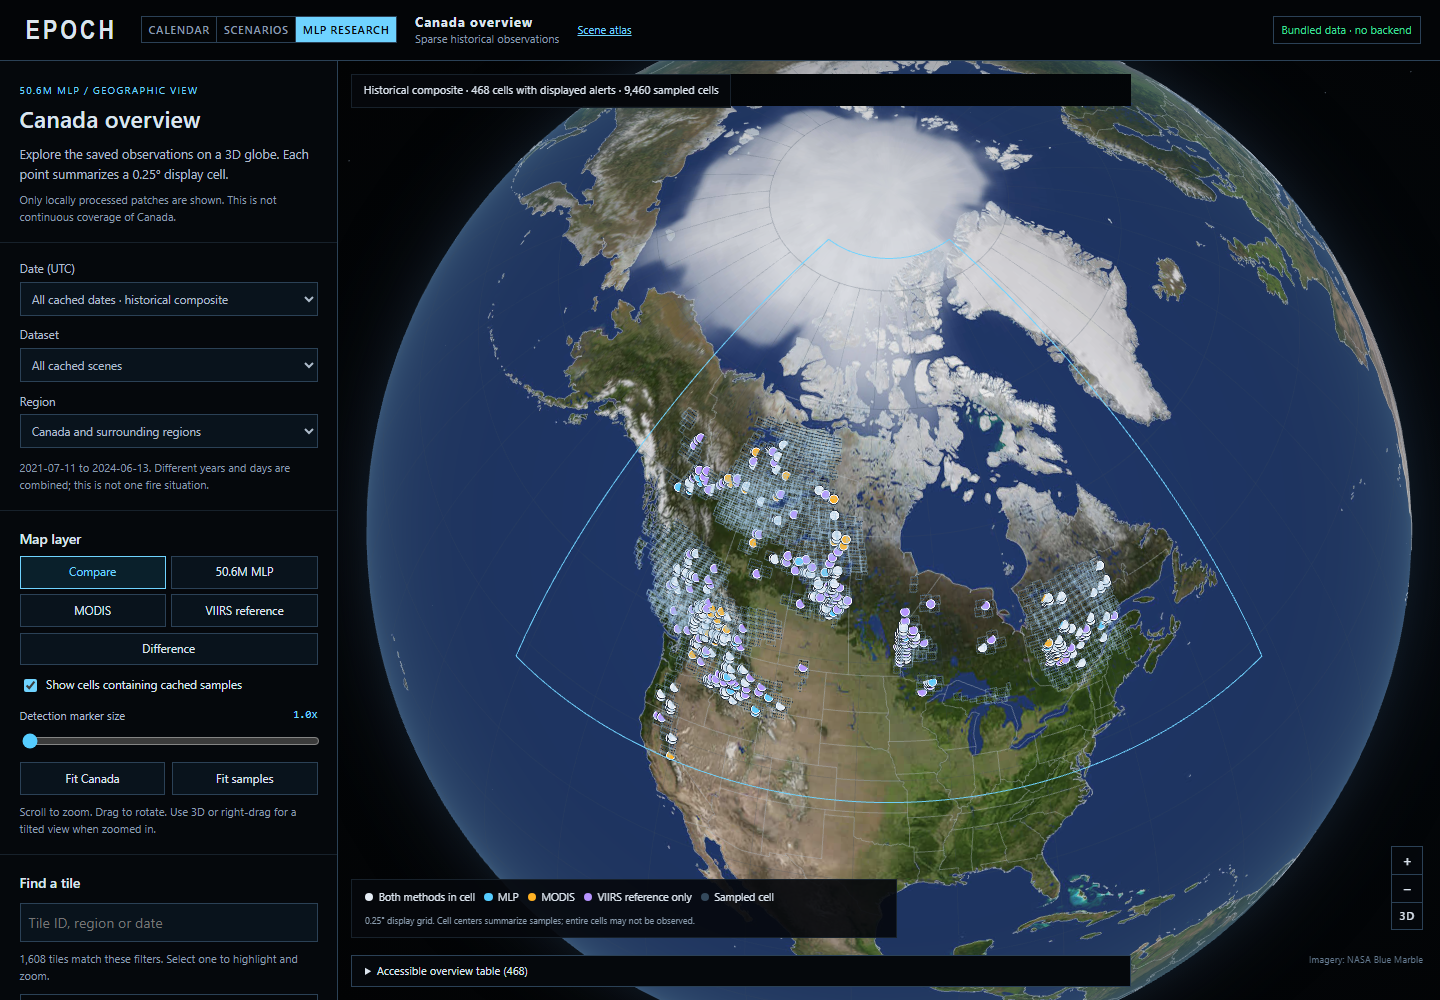 EPOCH
CALENDAR
SCENARIOS
MLP RESEARCH
Canada overview
Sparse historical observations
Scene atlas
Bundled data · no backend
50.6M MLP / GEOGRAPHIC VIEW
Canada overview
Explore the saved observations on a 3D globe. Each
point summarizes a 0.25° display cell.
Only locally processed patches are shown. This is not
continuous coverage of Canada.
Date (UTC)
All cached dates · historical composite
Dataset
All cached scenes
Region
Canada and surrounding regions
2021-07-11 to 2024-06-13. Different years and days are
combined; this is not one fire situation.
Map layer
Compare
50.6M MLP
MODIS
VIIRS reference
Difference
Show cells containing cached samples
Detection marker size
1.0x
Fit Canada
Fit samples
Scroll to zoom. Drag to rotate. Use 3D or right-drag for a
tilted view when zoomed in.
Find a tile
Tile ID, region or date
1,608 tiles match these filters. Select one to highlight and
zoom.
Historical composite · 468 cells with displayed alerts · 9,460 sampled cells
Both methods in cell
MLP
MODIS
VIIRS reference only
Sampled cell
0.25° display grid. Cell centers summarize samples; entire cells may not be observed.
Accessible overview table (468)
+
−
3D
Imagery: NASA Blue Marble